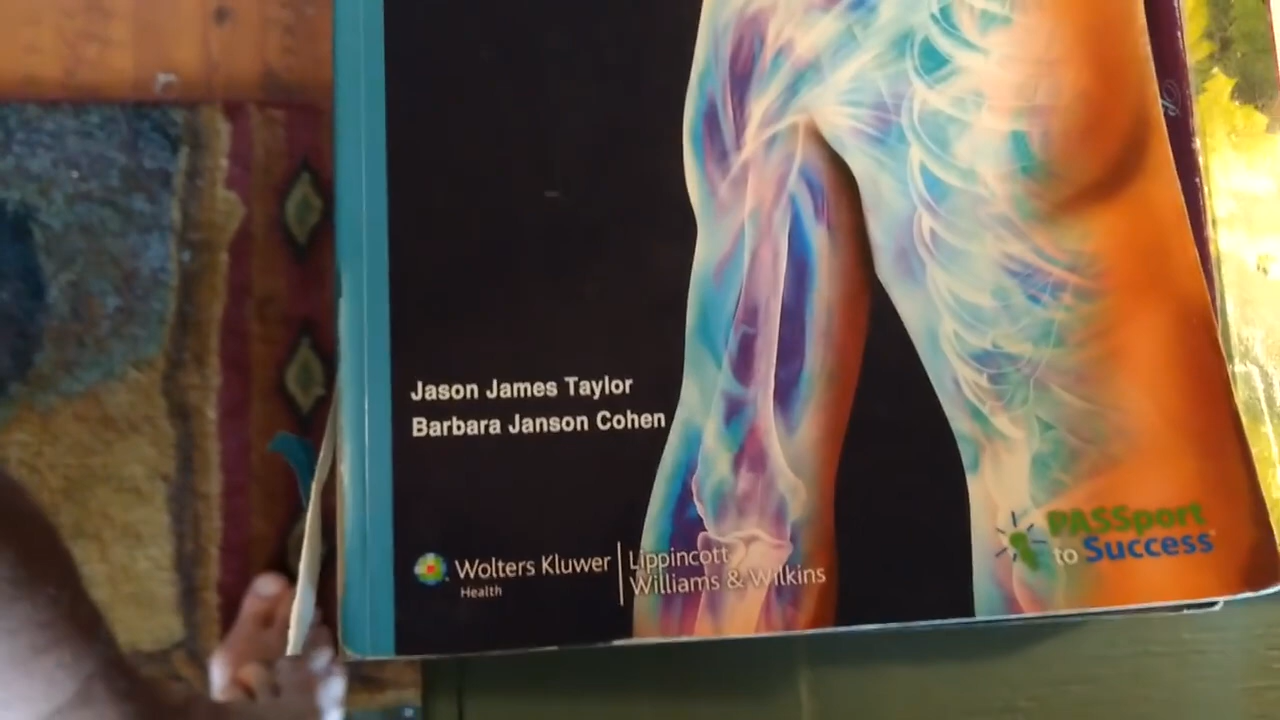 Jason James Taylor
Barbara Janson Cohen
Wolters Kluwer
Health
Lippincott
Williams & Wilkins
PASSport
to Success